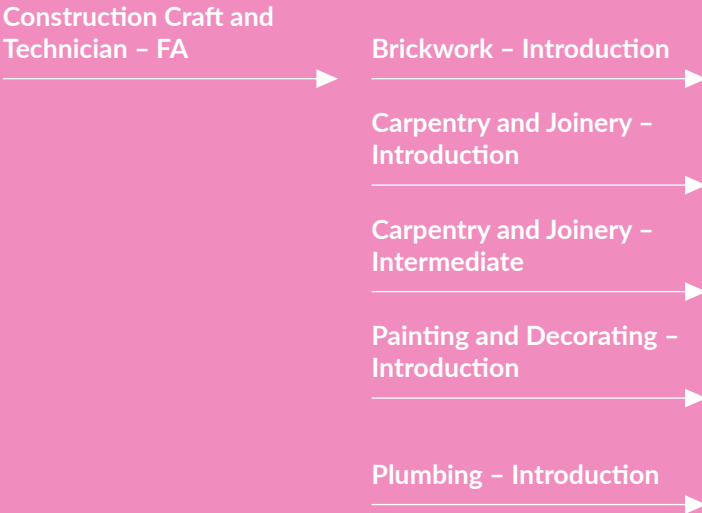 Construction Craft and
Technician – FA
Brickwork – Introduction
Carpentry and Joinery –
Introduction
Carpentry and Joinery –
Intermediate
Painting and Decorating –
Introduction
Plumbing – Introduction